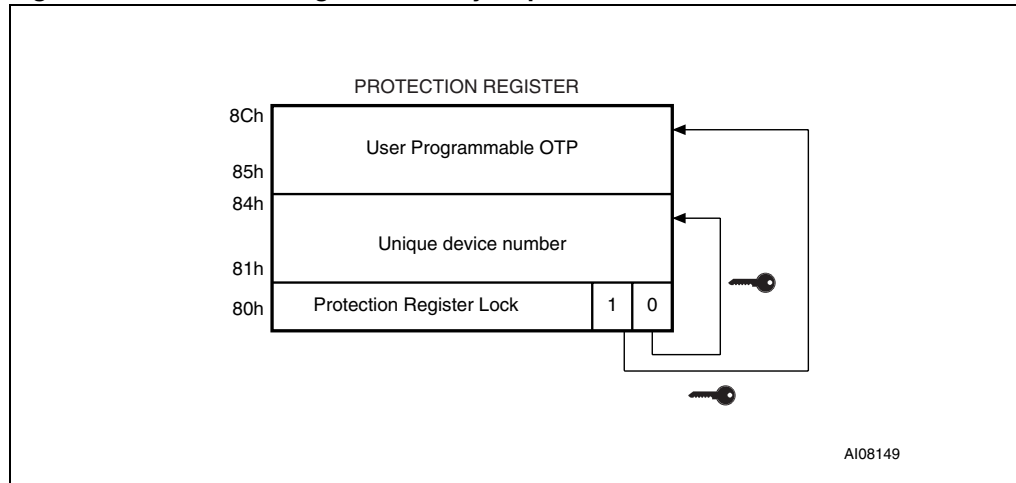 PROTECTION REGISTER
8Ch
User Programmable OTP
85h
84h
Unique device number
81h
80h
Protection Register Lock
1
0
AI08149